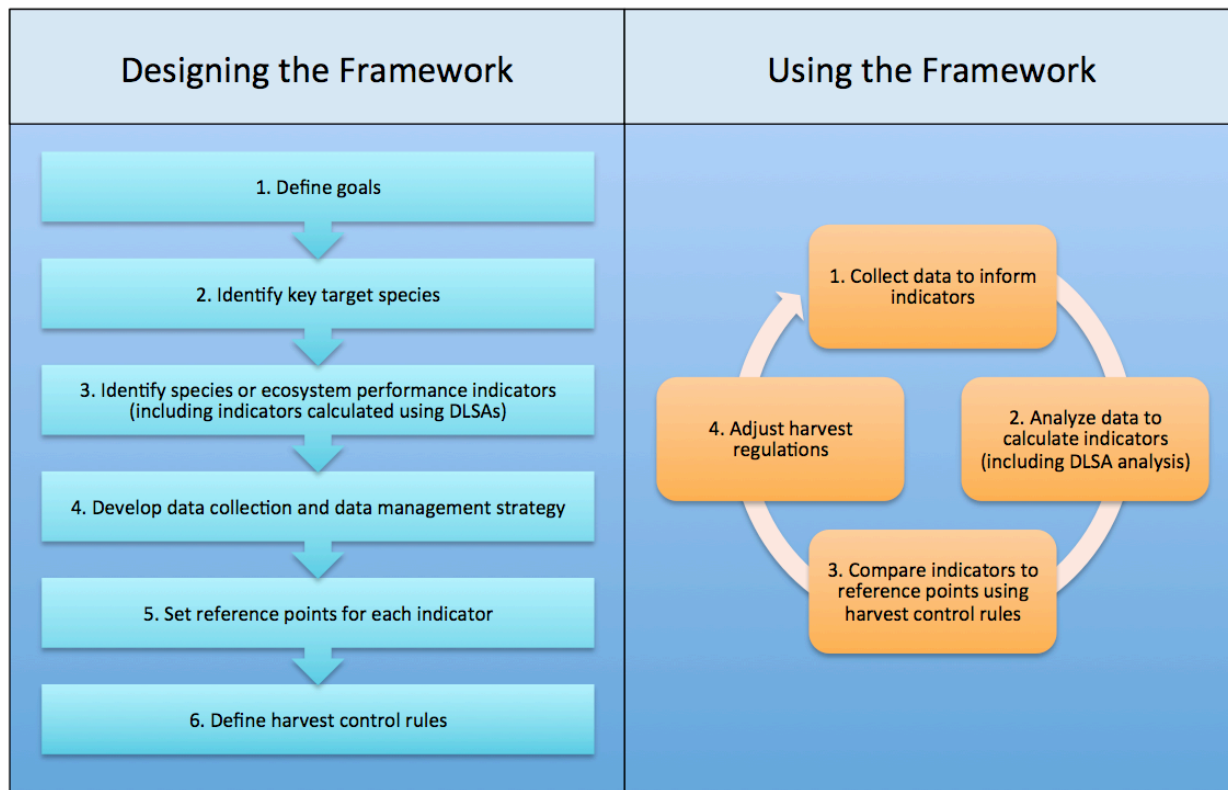 Designing the Framework
1. Define goals
2. Identify key target species
3. Identify species or ecosystem performance indicators
(including indicators calculated using DLSAs)
4. Develop data collection and data management strategy
5. Set reference points for each indicator
6. Define harvest control rules
Using the Framework
1. Collect data to inform
indicators
2. Analyze data to
calculate indicators
(including DLSA analysis)
3. Compare indicators to
reference points using
harvest control rules
4. Adjust harvest
regulations